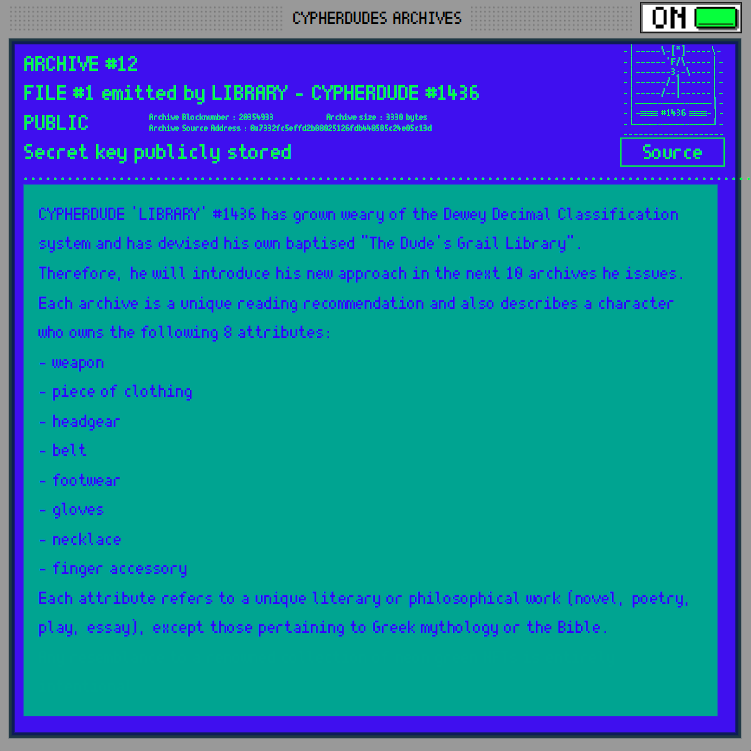 CYPHERDUDES ARCHIVES
ON
ARCHIVE #12
FILE #1 emitted by LIBRARY - CYPHERDUDE #1436
PUBLIC
Archive Blocknumber : 20354933 Archive size : 3330 bytes
Archive Source Address :
#1436
Secret key publicly stored
Source
CYPHERDUDE 'LIBRARY' #1436 has grown weary of the Dewey Decimal Classification
system and has devised his own baptised "The Dude's Grail Library".
Therefore, he will introduce his new approach in the next 10 archives he issues.
Each archive is a unique reading recommendation and also describes a character
who owns the following 8 attributes:
- weapon
- piece of clothing
- headgear
- belt
- footwear
- gloves
- necklace
- finger accessory
Each attribute refers to a unique literary or philosophical work (novel, poetry,
play, essay), except those pertaining to Greek mythology or the Bible.